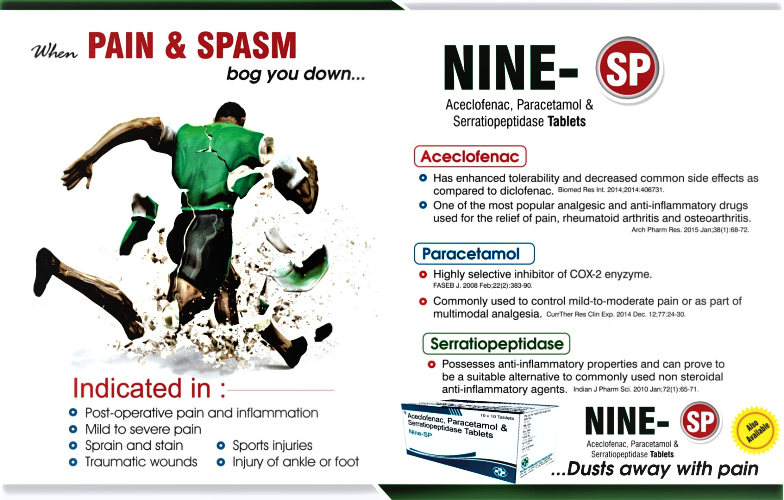 When PAIN & SPASM
bog you down...
Indicated in :
Post-operative pain and inflammation
Mild to severe pain
Sprain and stain
Sports injuries
Traumatic wounds
Injury of ankle or foot
NINE- SP
Aceclofenac, Paracetamol &
Serratiopeptidase Tablets
Aceclofenac
Has enhanced tolerability and decreased common side effects as
compared to diclofenac. Biomed Res Int. 2014;2014:406731.
One of the most popular analgesic and anti-inflammatory drugs
used for the relief of pain, rheumatoid arthritis and osteoarthritis.
Arch Pharm Res. 2015 Jan;38(1):68-72.
Paracetamol
Highly selective inhibitor of COX-2 enyzyme.
FASEB J. 2008 Feb;22(2):383-90.
Commonly used to control mild-to-moderate pain or as part of
multimodal analgesia. CurrTher Res Clin Exp. 2014 Dec. 12;77:24-30.
Serratiopeptidase
Possesses anti-inflammatory properties and can prove to
be a suitable alternative to commonly used non steroidal
anti-inflammatory agents. Indian J Pharm Sci. 2010 Jan;72(1):65-71.
10 x 10 Tablets
Aceclofenac, Paracetamol &
Serratiopeptidase Tablets
Nine-SP
NINE- SP
Aceclofenac, Paracetamol &
Serratiopeptidase Tablets
Also
Available
...Dusts away with pain